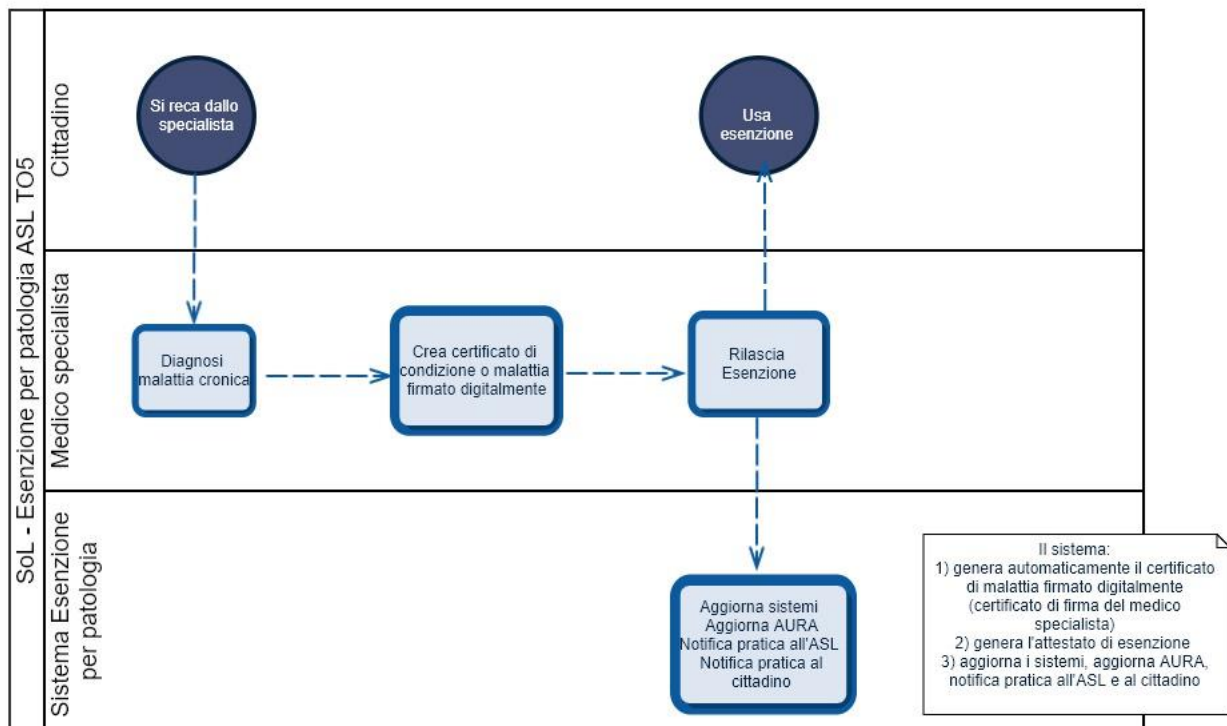 SoL - Esenzione per patologia ASL TO5
Cittadino
Si reca dallo
specialista
Usa
esenzione
Medico specialista
Diagnosi
malattia cronica
Crea certificato di
condizione o malattia
firmato digitalmente
Rilascia
Esenzione
Sistema Esenzione
per patologia
Aggiorna sistemi
Aggiorna AURA
Notifica pratica all'ASL
Notifica pratica al
cittadino
Il sistema:
1) genera automaticamente il certificato
di malattia firmato digitalmente
(certificato di firma del medico
specialista)
2) genera l'attestato di esenzione
3) aggiorna i sistemi, aggiorna AURA,
notifica pratica all'ASL e al cittadino